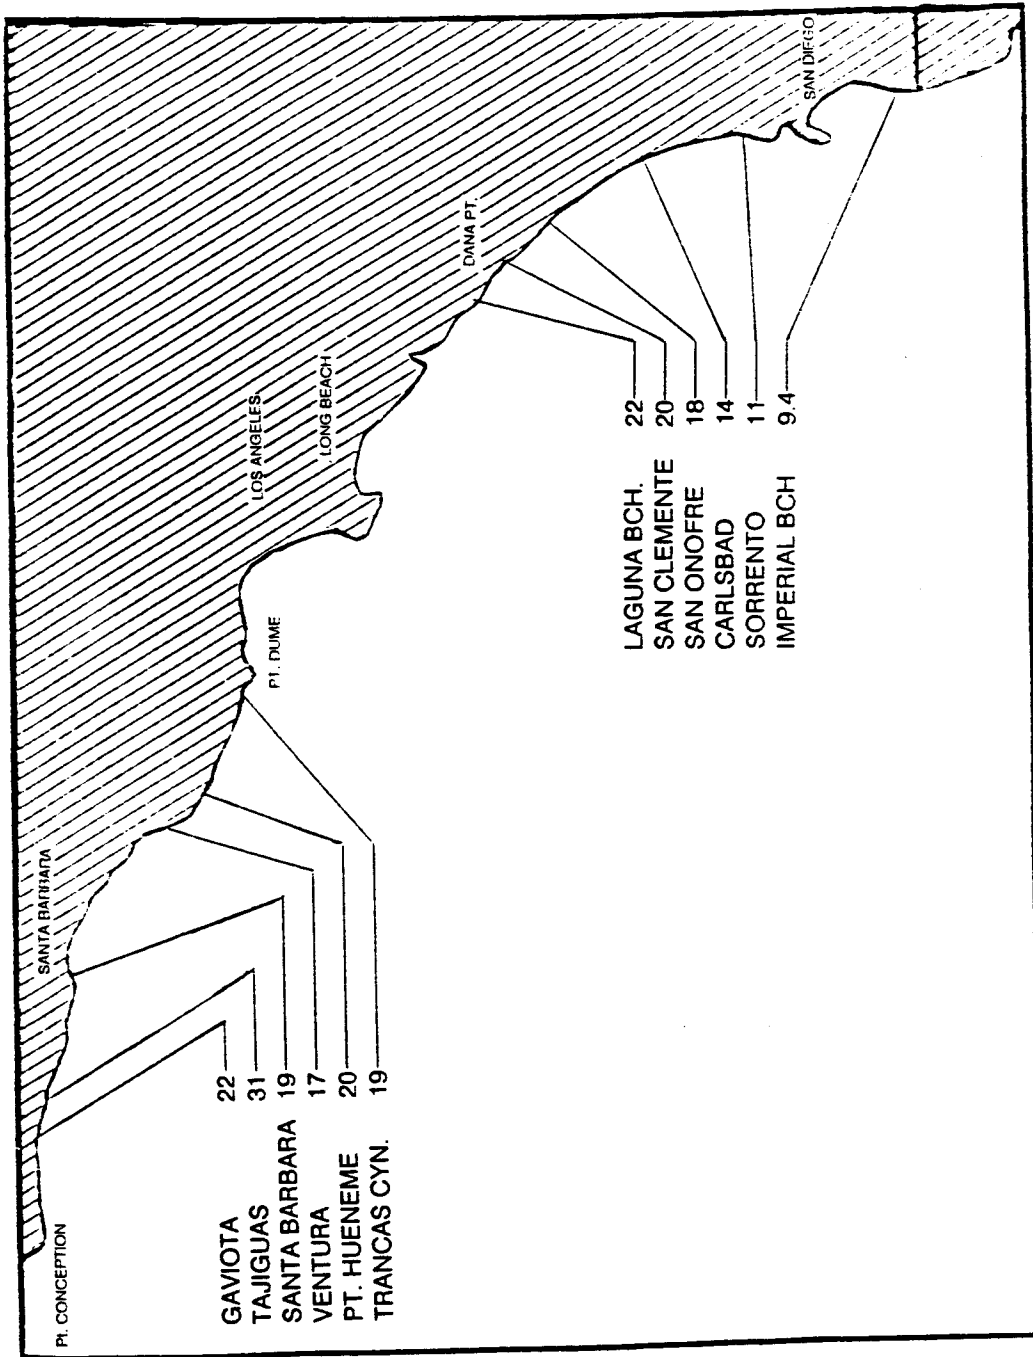 Pt. CONCEPTION
SANTA BARBARA
Pt. DUME
LOS ANGELES
LONG BEACH
DANA PT.
SAN DIEGO
GAVIOTA 22
TAJIGUAS 31
SANTA BARBARA 19
VENTURA 17
PT. HUENEME 20
TRANCAS CYN. 19
LAGUNA BCH. 22
SAN CLEMENTE 20
SAN ONOFRE 18
CARLSBAD 14
SORRENTO 11
IMPERIAL BCH 9.4